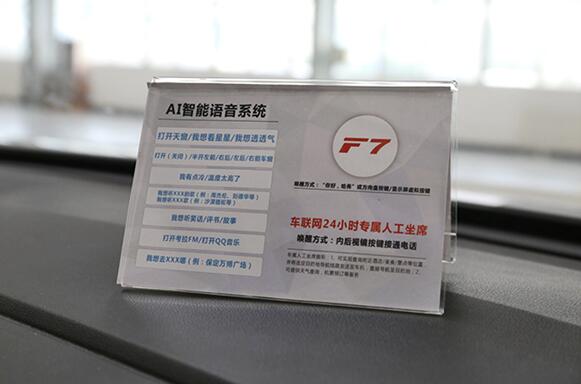 AI智能语音系统
打开天窗/我想看星星/我想透透气
打开（关闭）/半开左前/右后/左后/右前车窗
我有点冷/温度太高了
我想听XXX的歌（例：周杰伦、刘德华等）
我想听XXX歌（例：沙漠骆驼等）
我想听笑话/评书/故事
打开考拉FM/打开QQ音乐
我想去XXX哪（例：保定万博广场）
F7
唤醒方式：“你好，哈弗”或方向盘按键/显示屏虚拟按键
车联网24小时专属人工坐席
唤醒方式：内后视镜按键接通电话